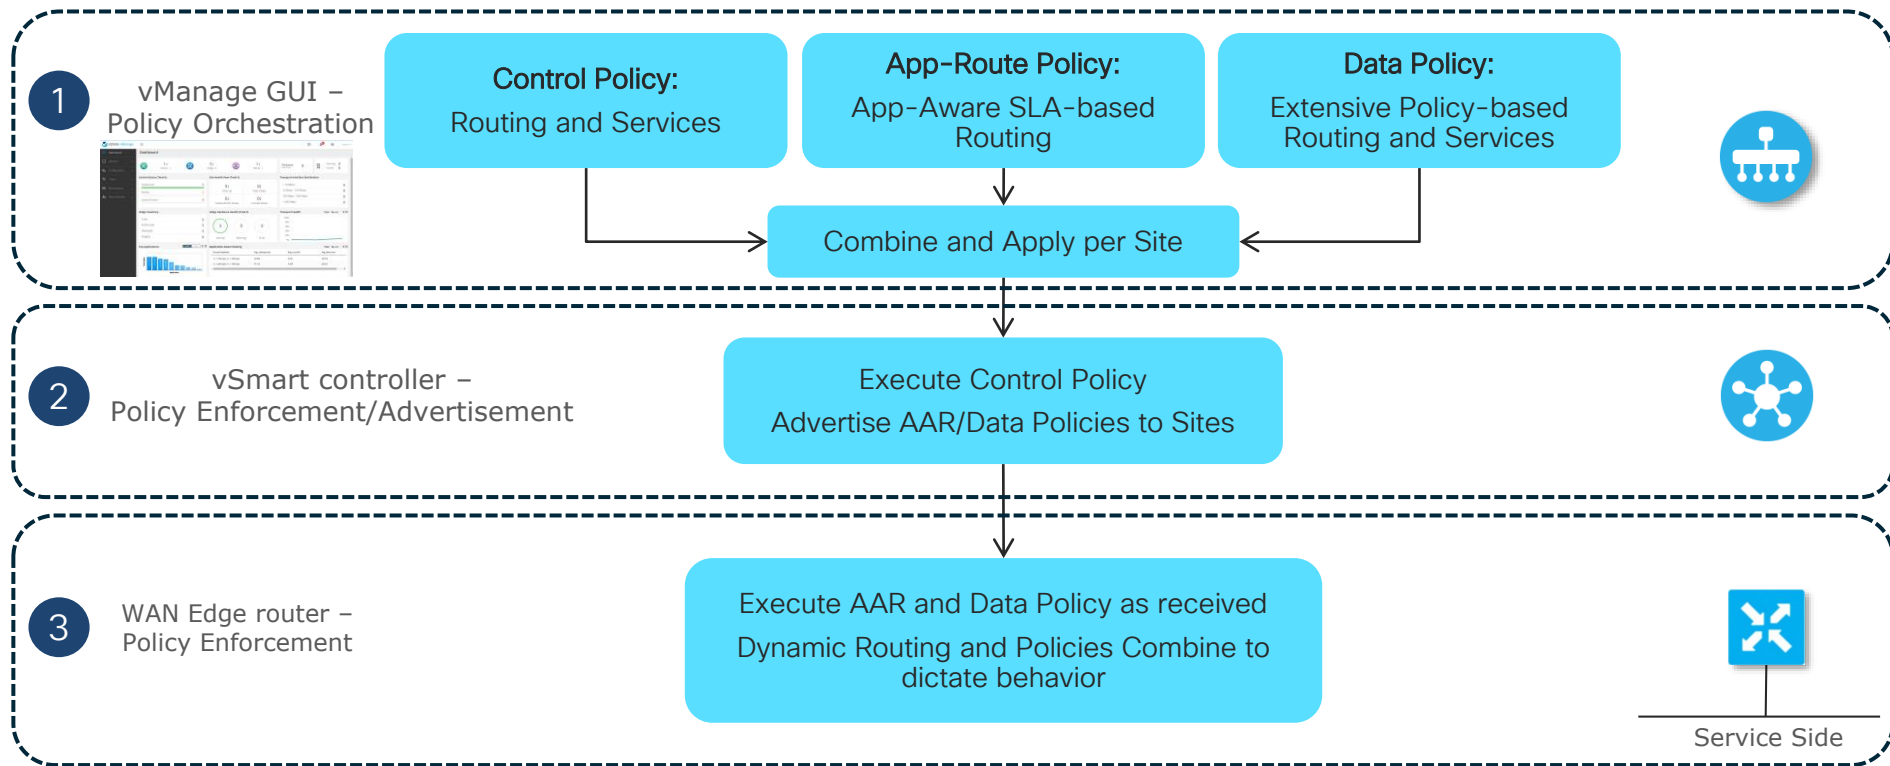 1
vManage GUI –
Policy Orchestration
Control Policy:
Routing and Services
App-Route Policy:
App-Aware SLA-based
Routing
Data Policy:
Extensive Policy-based
Routing and Services
Combine and Apply per Site
2
vSmart controller –
Policy Enforcement/Advertisement
Execute Control Policy
Advertise AAR/Data Policies to Sites
3
WAN Edge router –
Policy Enforcement
Execute AAR and Data Policy as received
Dynamic Routing and Policies Combine to
dictate behavior
Service Side